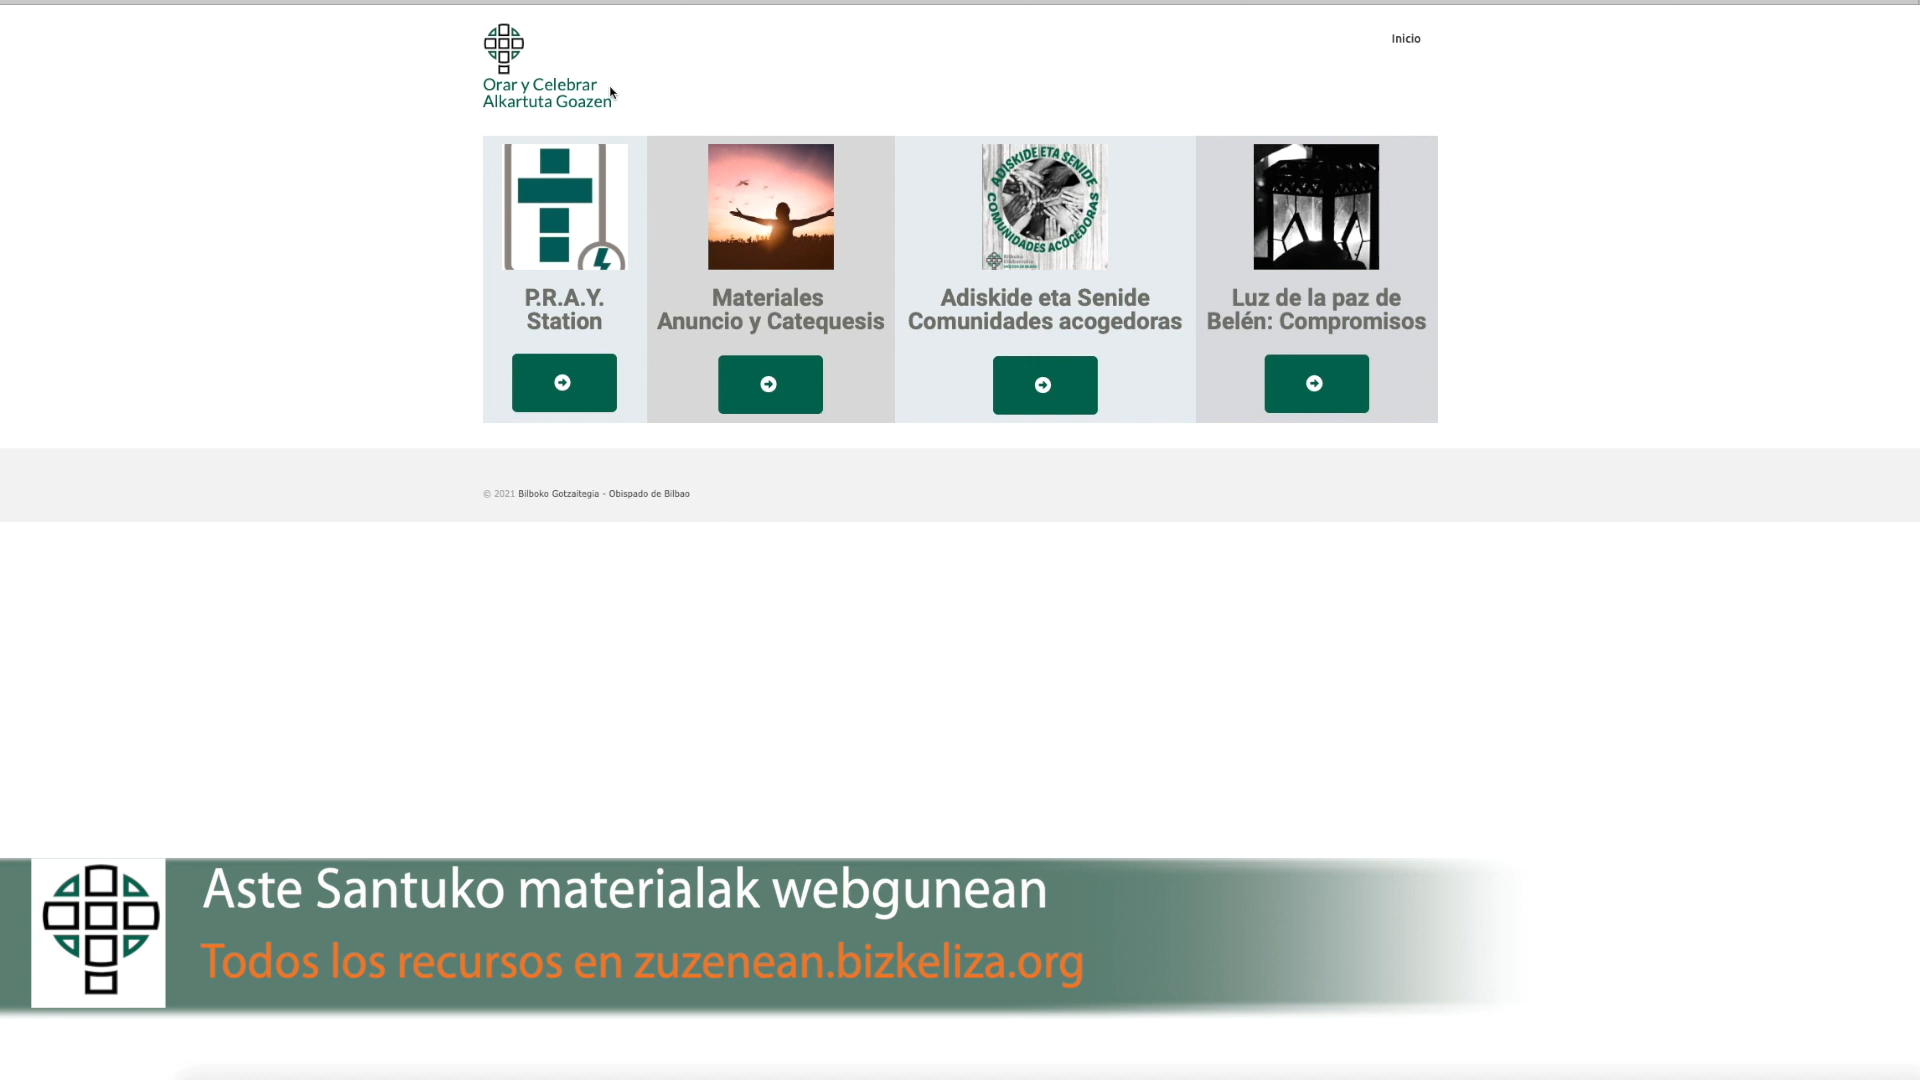 Inicio
Orar y Celebrar
Alkartuta Goazen
ADISKIDE ETA SENIDE
COMUNIDADES ACOGEDORAS
P.R.A.Y.
Station
Materiales
Anuncio y Catequesis
Adiskide eta Senide
Comunidades acogedoras
Luz de la paz de
Belén: Compromisos
© 2021 Bilboko Gotzaitegia - Obispado de Bilbao
Aste Santuko materialak webgunean
Todos los recursos en zuzenean.bizkeliza.org